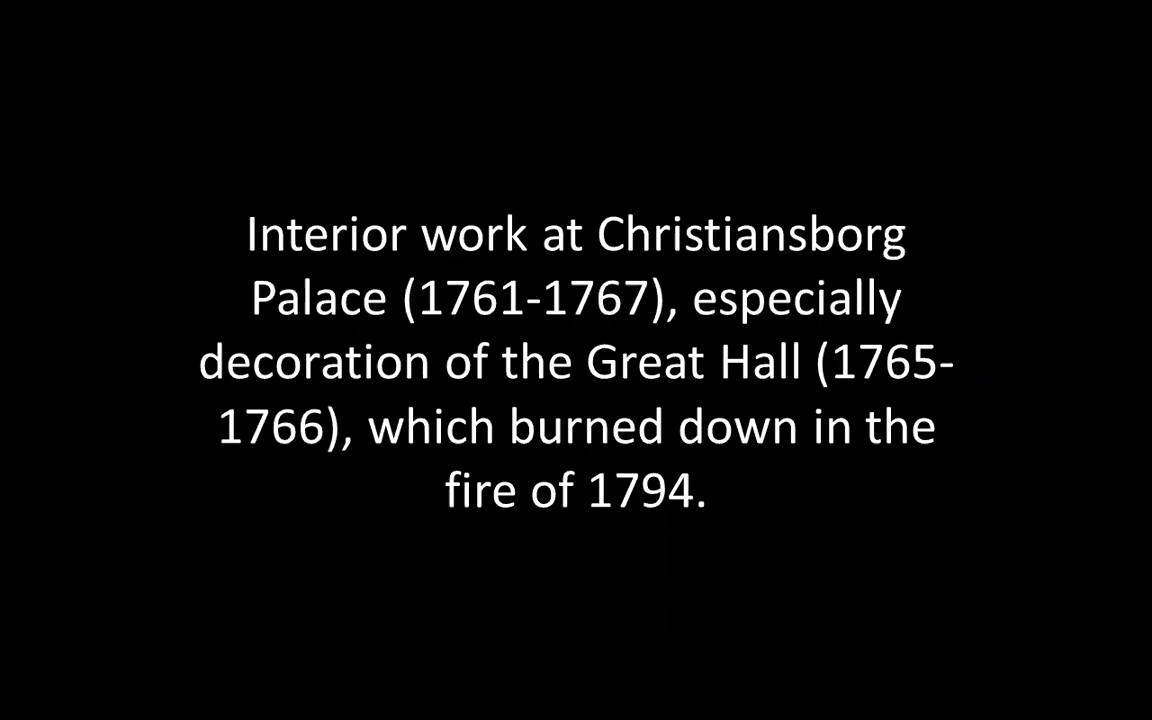 Interior work at Christiansborg
Palace (1761-1767), especially
decoration of the Great Hall (1765-
1766), which burned down in the
fire of 1794.